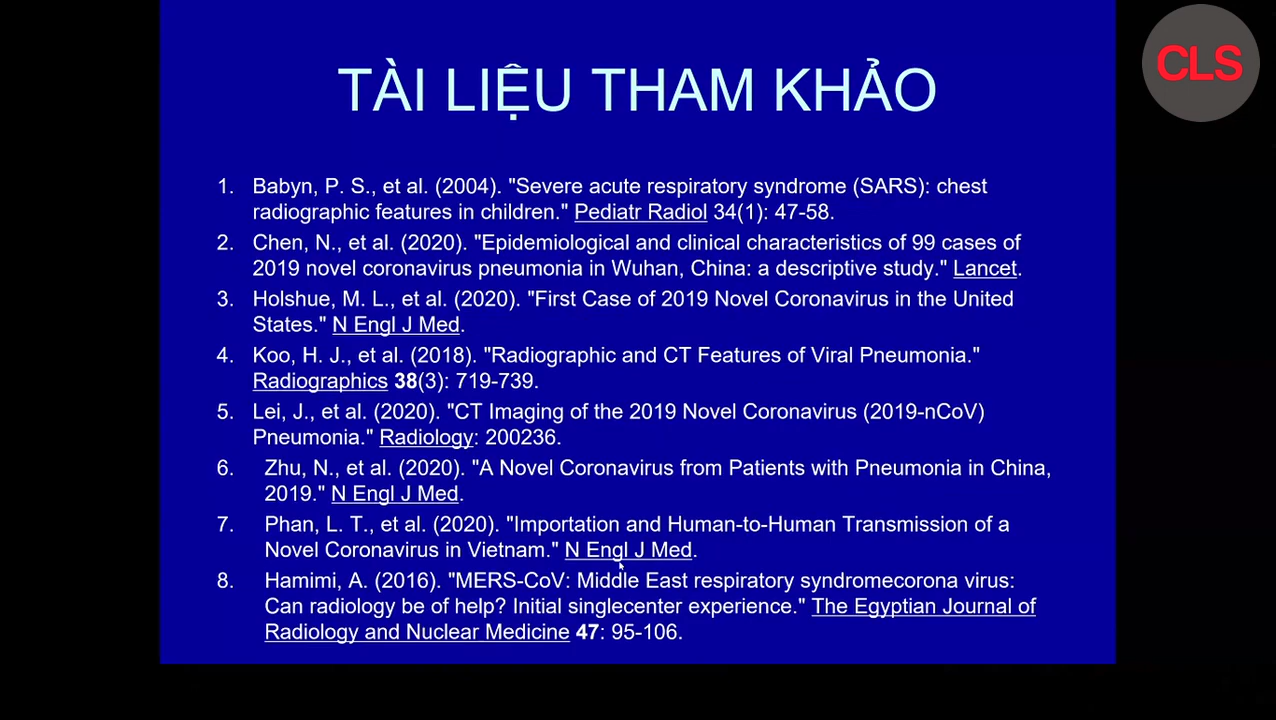 CLS
TÀI LIỆU THAM KHẢO
1. Babyn, P. S., et al. (2004). "Severe acute respiratory syndrome (SARS): chest
radiographic features in children." Pediatr Radiol 34(1): 47-58.
2. Chen, N., et al. (2020). "Epidemiological and clinical characteristics of 99 cases of
2019 novel coronavirus pneumonia in Wuhan, China: a descriptive study." Lancet.
3. Holshue, M. L., et al. (2020). "First Case of 2019 Novel Coronavirus in the United
States." N Engl J Med.
4. Koo, H. J., et al. (2018). "Radiographic and CT Features of Viral Pneumonia."
Radiographics 38(3): 719-739.
5. Lei, J., et al. (2020). "CT Imaging of the 2019 Novel Coronavirus (2019-nCoV)
Pneumonia." Radiology: 200236.
6. Zhu, N., et al. (2020). "A Novel Coronavirus from Patients with Pneumonia in China,
2019." N Engl J Med.
7. Phan, L. T., et al. (2020). "Importation and Human-to-Human Transmission of a
Novel Coronavirus in Vietnam." N Engl J Med.
8. Hamimi, A. (2016). "MERS-CoV: Middle East respiratory syndromecorona virus:
Can radiology be of help? Initial singlecenter experience." The Egyptian Journal of
Radiology and Nuclear Medicine 47: 95-106.